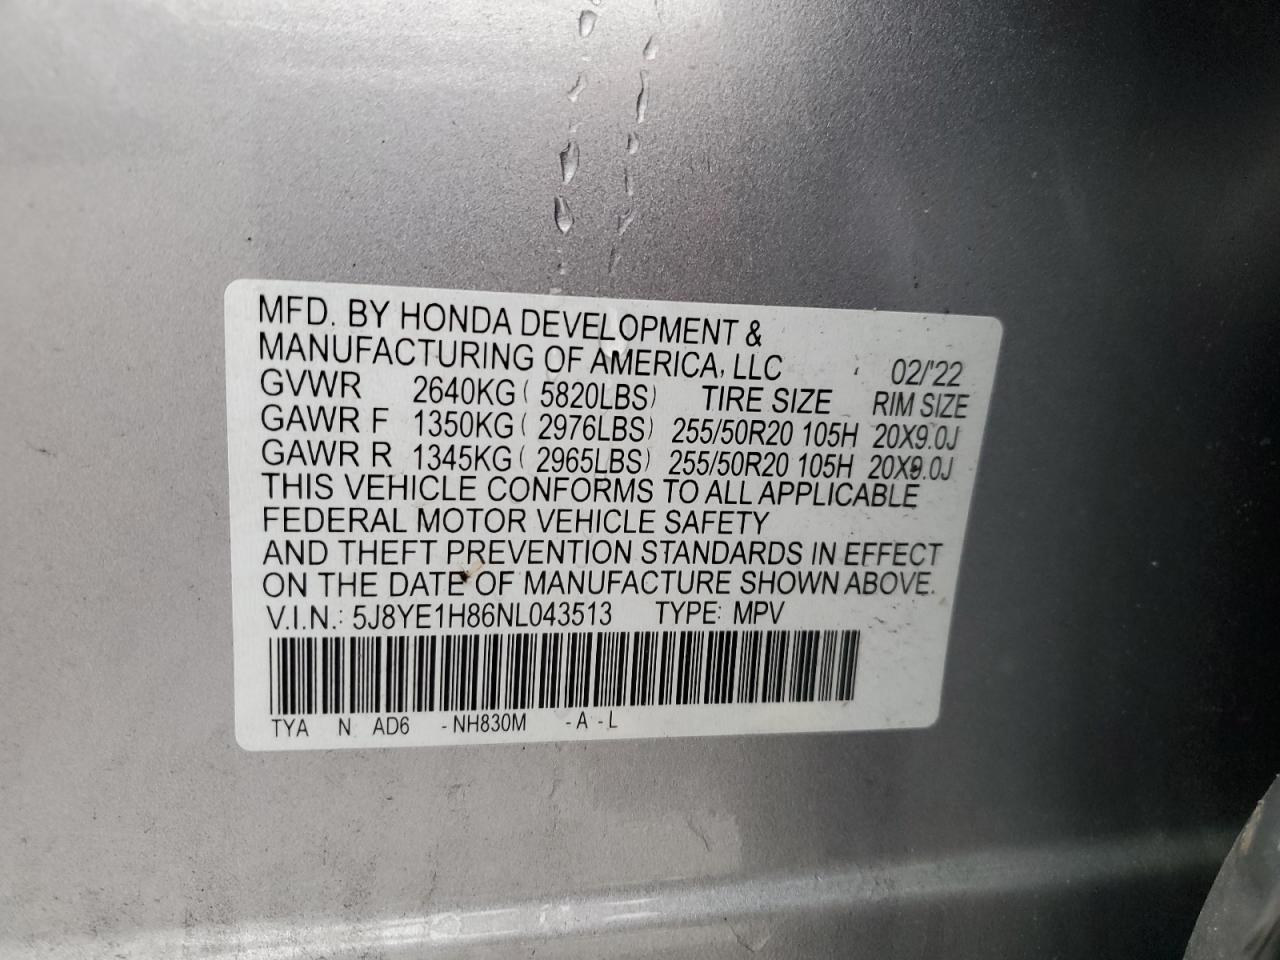 MFD. BY HONDA DEVELOPMENT &
MANUFACTURING OF AMERICA, LLC 02/'22
GVWR 2640KG ( 5820LBS) TIRE SIZE RIM SIZE
GAWR F 1350KG ( 2976LBS) 255/50R20 105H 20X9.0J
GAWR R 1345KG ( 2965LBS) 255/50R20 105H 20X9.0J
THIS VEHICLE CONFORMS TO ALL APPLICABLE
FEDERAL MOTOR VEHICLE SAFETY
AND THEFT PREVENTION STANDARDS IN EFFECT
ON THE DATE OF MANUFACTURE SHOWN ABOVE.
V.I.N.: 5J8YE1H86NL043513 TYPE: MPV
TYA N AD6 -NH830M -A -L